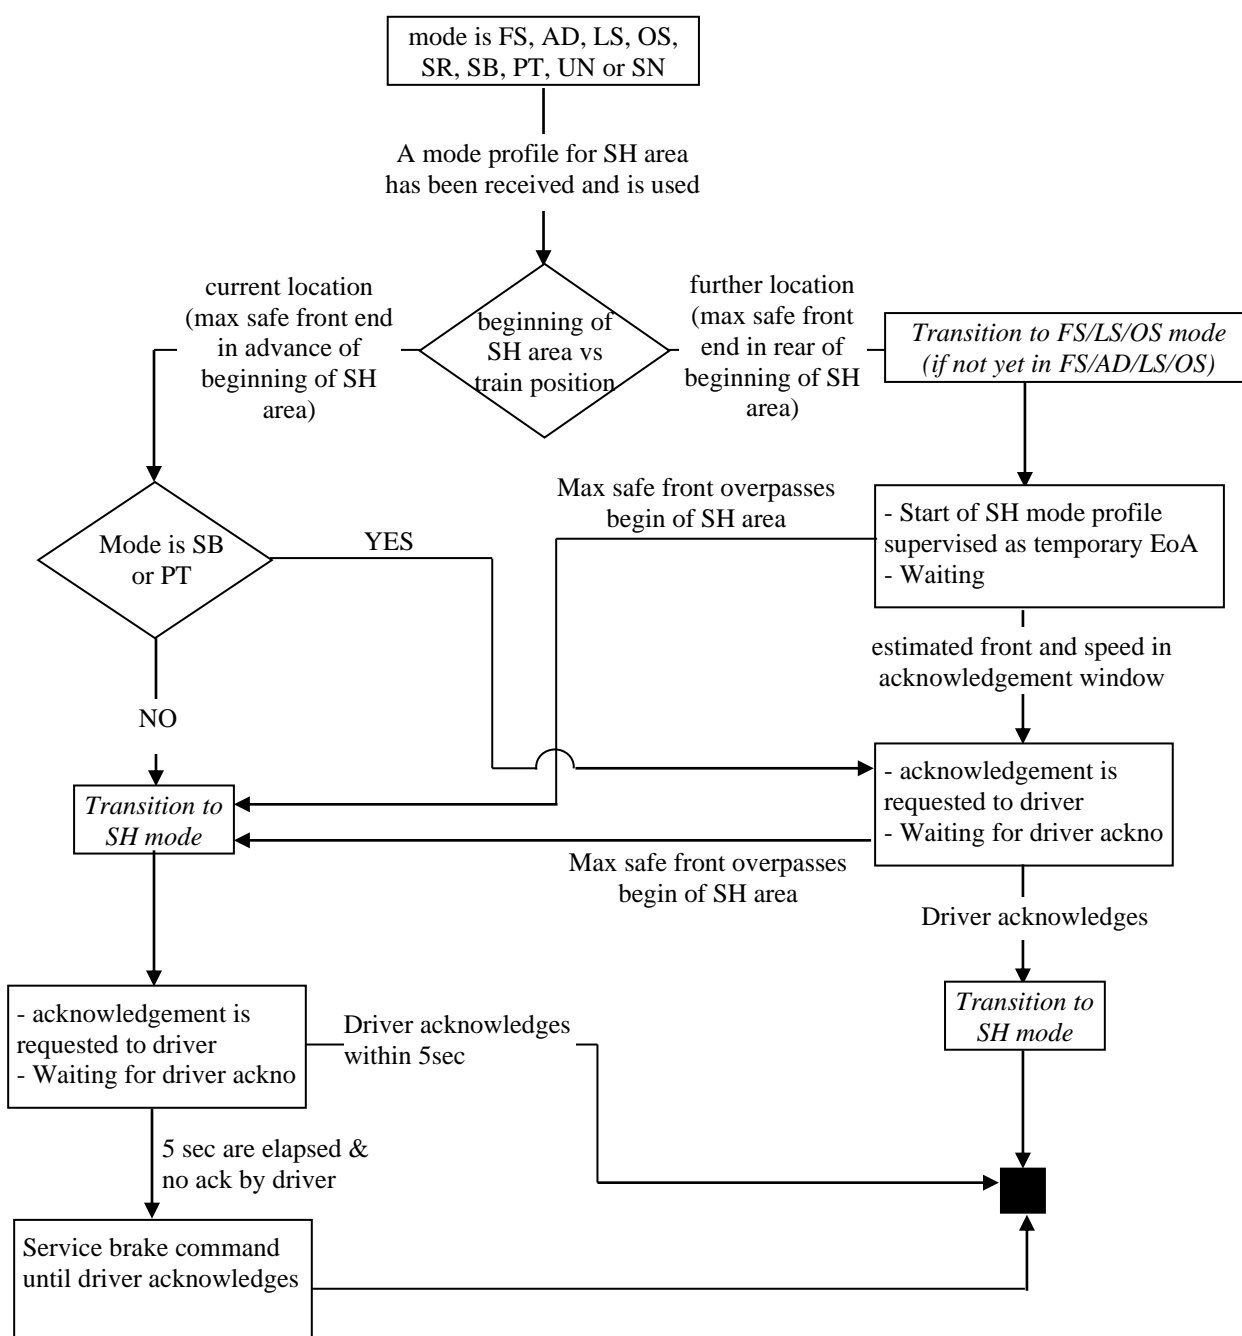 mode is FS, AD, LS, OS,
SR, SB, PT, UN or SN
A mode profile for SH area
has been received and is used
current location
(max safe front end
in advance of
beginning of SH
area)
beginning of
SH area vs
train position
further location
(max safe front
end in rear of
beginning of SH
area)
Transition to FS/LS/OS mode
(if not yet in FS/AD/LS/OS)
Mode is SB
or PT
YES
Max safe front overpasses
begin of SH area
- Start of SH mode profile
supervised as temporary EoA
- Waiting
estimated front and speed in
acknowledgement window
NO
Transition to
SH mode
- acknowledgement is
requested to driver
- Waiting for driver ackno
Max safe front overpasses
begin of SH area
Driver acknowledges
Transition to
SH mode
- acknowledgement is
requested to driver
- Waiting for driver ackno
Driver acknowledges
within 5sec
5 sec are elapsed &
no ack by driver
Service brake command
until driver acknowledges